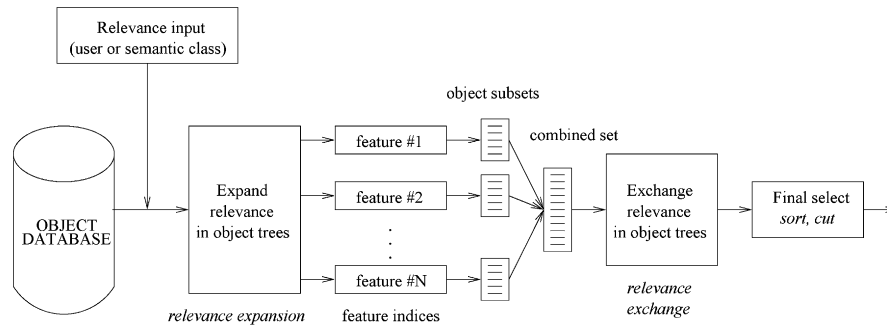 Relevance input
(user or semantic class)
OBJECT
DATABASE
Expand
relevance
in object trees
relevance expansion
feature #1
feature #2
.
.
.
feature #N
feature indices
object subsets
combined set
Exchange
relevance
in object trees
relevance
exchange
Final select
sort, cut